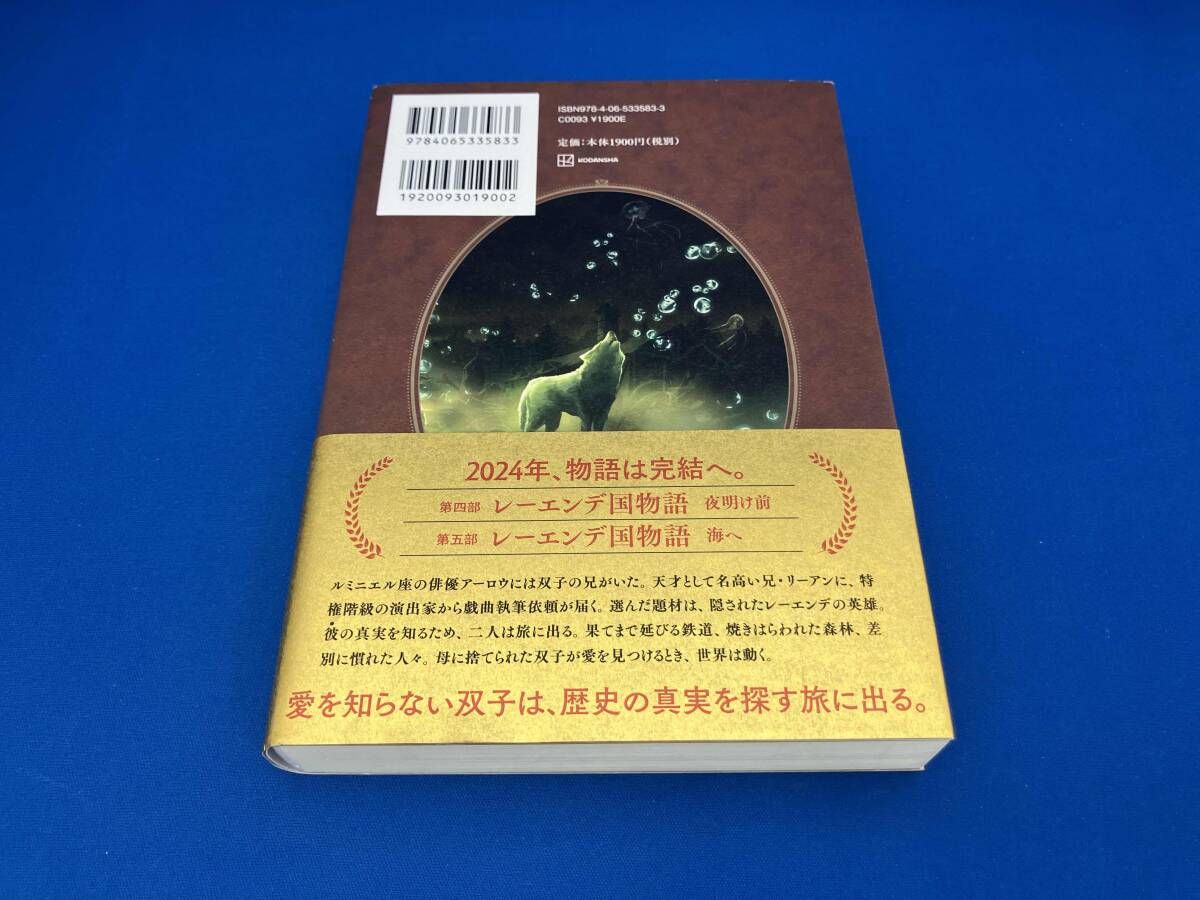 ISBN978-4-06-533583-3
C0093 ¥1900E
定価：本体1900円（税別）
KODANSHA
9784065335833
1920093019002
2024年、物語は完結へ。
第四部 レーエンデ国物語 夜明け前
第五部 レーエンデ国物語 海へ
ルミニエル座の俳優アーロウには双子の兄がいた。天才として名高い兄・リーアンに、特
権階級の演出家から戯曲執筆依頼が届く。選んだ題材は、隠されたレーエンデの英雄。
彼の真実を知るため、二人は旅に出る。果てまで延びる鉄道、焼きはらわれた森林、差
別に慣れた人々。母に捨てられた双子が愛を見つけるとき、世界は動く。
愛を知らない双子は、歴史の真実を探す旅に出る。